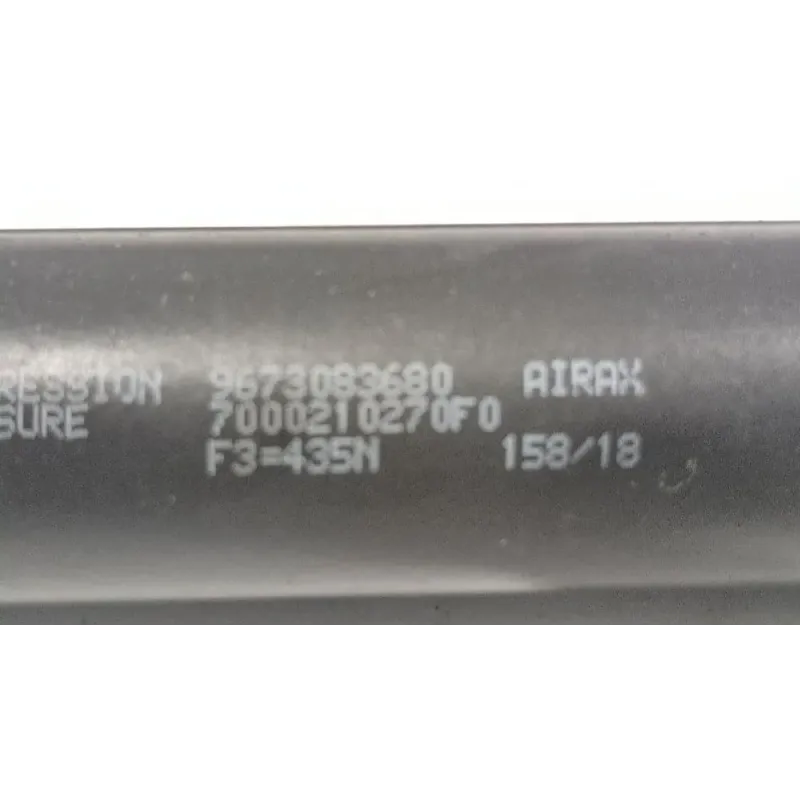 RESSION 9673083680 AIRAX
SURE 7000210270F0
F3=435N 158/18